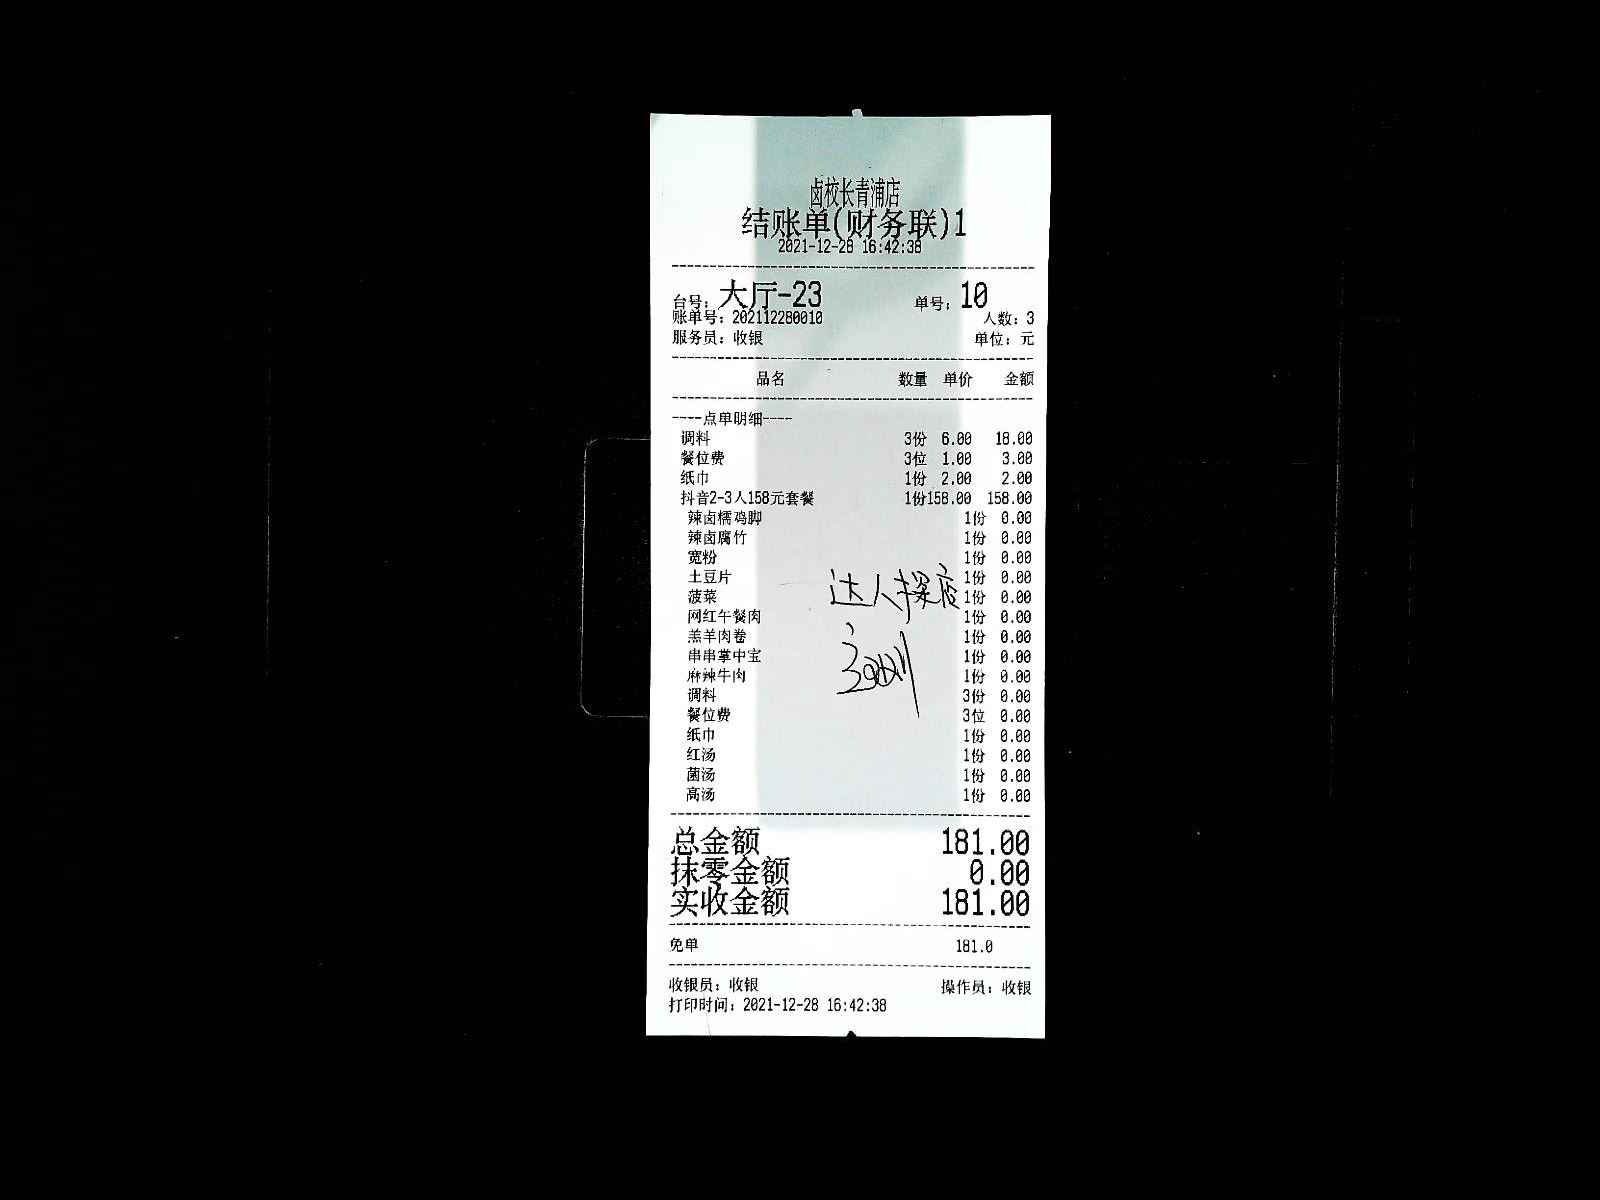 卤校长青浦店
结账单(财务联)1
2021-12-28 16:42:38
台号: 大厅-23 单号: 10
账单号: 202112280010 人数: 3
服务员: 收银 单位: 元
品名 数量 单价 金额
----点单明细----
调料 3份 6.00 18.00
餐位费 3位 1.00 3.00
纸巾 1份 2.00 2.00
抖音2-3人158元套餐 1份158.00 158.00
辣卤糯鸡脚 1份 0.00
辣卤腐竹 1份 0.00
宽粉 1份 0.00
土豆片 1份 0.00
菠菜 1份 0.00
网红午餐肉 1份 0.00
羔羊肉卷 1份 0.00
串串掌中宝 1份 0.00
麻辣牛肉 1份 0.00
调料 3份 0.00
餐位费 3位 0.00
纸巾 1份 0.00
红汤 1份 0.00
菌汤 1份 0.00
高汤 1份 0.00
达人探店
总金额 181.00
抹零金额 0.00
实收金额 181.00
免单 181.0
收银员: 收银 操作员: 收银
打印时间: 2021-12-28 16:42:38